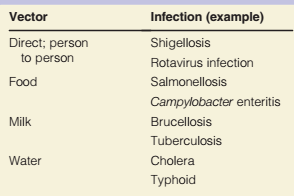 Vector Infection (example)
Direct; person Shigellosis
to person Rotavirus infection
Food Salmonellosis
Campylobacter enteritis
Milk Brucellosis
Tuberculosis
Water Cholera
Typhoid